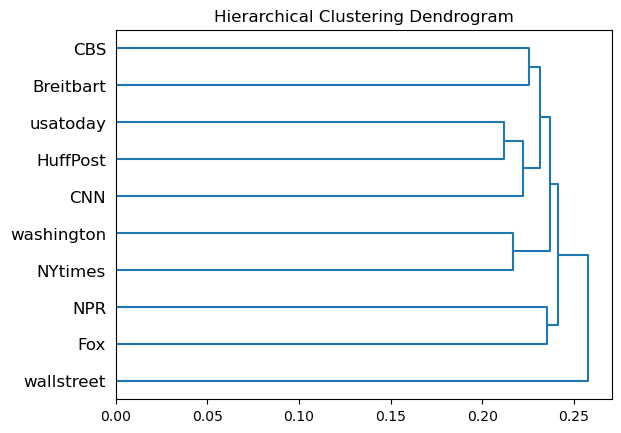 Hierarchical Clustering Dendrogram
CBS
Breitbart
usatoday
HuffPost
CNN
washington
NYtimes
NPR
Fox
wallstreet
0.00 0.05 0.10 0.15 0.20 0.25